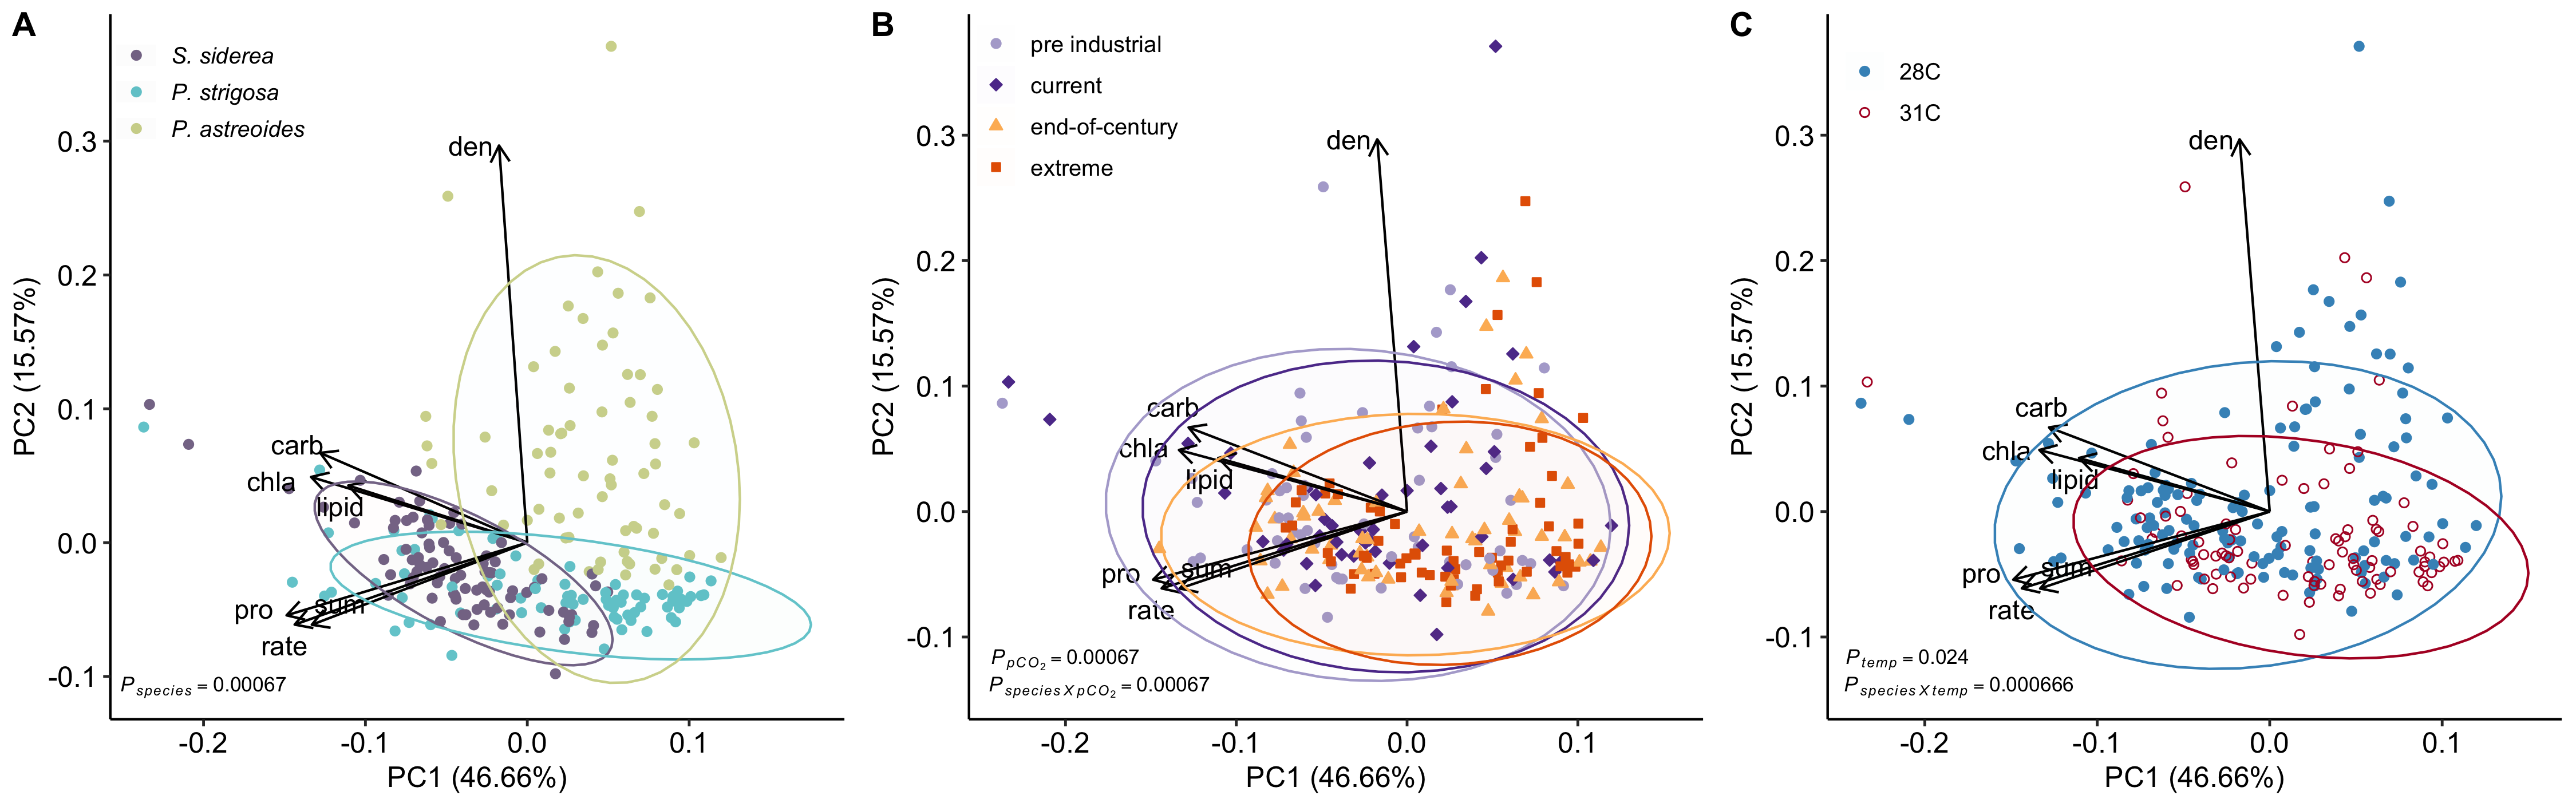 A
S. siderea
P. strigosa
P. astreoides
PC2 (15.57%)
0.3
0.2
0.1
0.0
-0.1
den
carb
chla
lipid
pro
sum
rate
P species = 0.00067
-0.2
-0.1
0.0
0.1
PC1 (46.66%)
B
pre industrial
current
end-of-century
extreme
PC2 (15.57%)
0.3
0.2
0.1
0.0
-0.1
den
carb
chla
lipid
pro
sum
rate
P pCO₂ = 0.00067
P species X pCO₂ = 0.00067
-0.2
-0.1
0.0
0.1
PC1 (46.66%)
C
28C
31C
PC2 (15.57%)
0.3
0.2
0.1
0.0
-0.1
den
carb
chla
lipid
pro
sum
rate
P temp = 0.024
P species X temp = 0.000666
-0.2
-0.1
0.0
0.1
PC1 (46.66%)